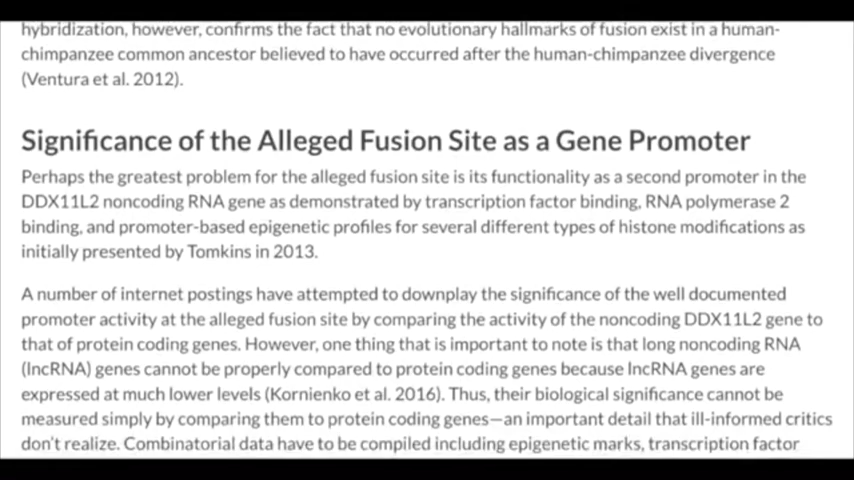 hybridization, however, confirms the fact that no evolutionary hallmarks of fusion exist in a human-
chimpanzee common ancestor believed to have occurred after the human-chimpanzee divergence
(Ventura et al. 2012).
Significance of the Alleged Fusion Site as a Gene Promoter
Perhaps the greatest problem for the alleged fusion site is its functionality as a second promoter in the
DDX11L2 noncoding RNA gene as demonstrated by transcription factor binding, RNA polymerase 2
binding, and promoter-based epigenetic profiles for several different types of histone modifications as
initially presented by Tomkins in 2013.
A number of internet postings have attempted to downplay the significance of the well documented
promoter activity at the alleged fusion site by comparing the activity of the noncoding DDX11L2 gene to
that of protein coding genes. However, one thing that is important to note is that long noncoding RNA
(lncRNA) genes cannot be properly compared to protein coding genes because lncRNA genes are
expressed at much lower levels (Kornienko et al. 2016). Thus, their biological significance cannot be
measured simply by comparing them to protein coding genes—an important detail that ill-informed critics
don't realize. Combinatorial data have to be compiled including epigenetic marks, transcription factor